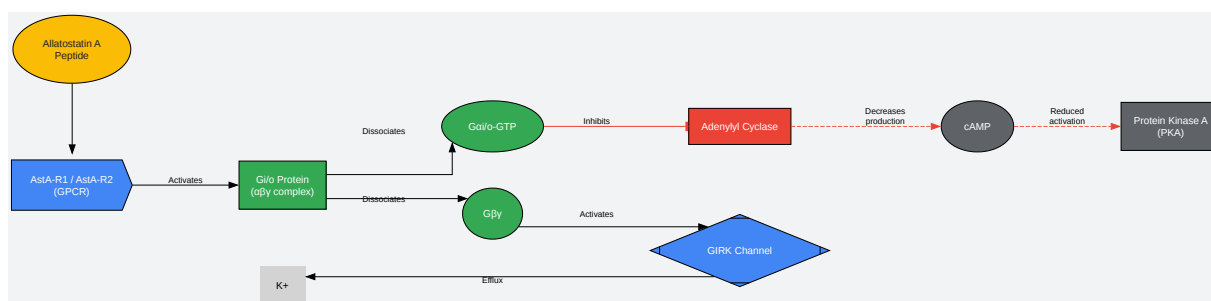 Allatostatin A
Peptide
AstA-R1 / AstA-R2
(GPCR)
Activates
Gi/o Protein
(αβγ complex)
Dissociates
Dissociates
Gαi/o-GTP
Gβγ
Inhibits
Activates
Adenylyl Cyclase
GIRK Channel
Efflux
K+
Decreases
production
cAMP
Reduced
activation
Protein Kinase A
(PKA)